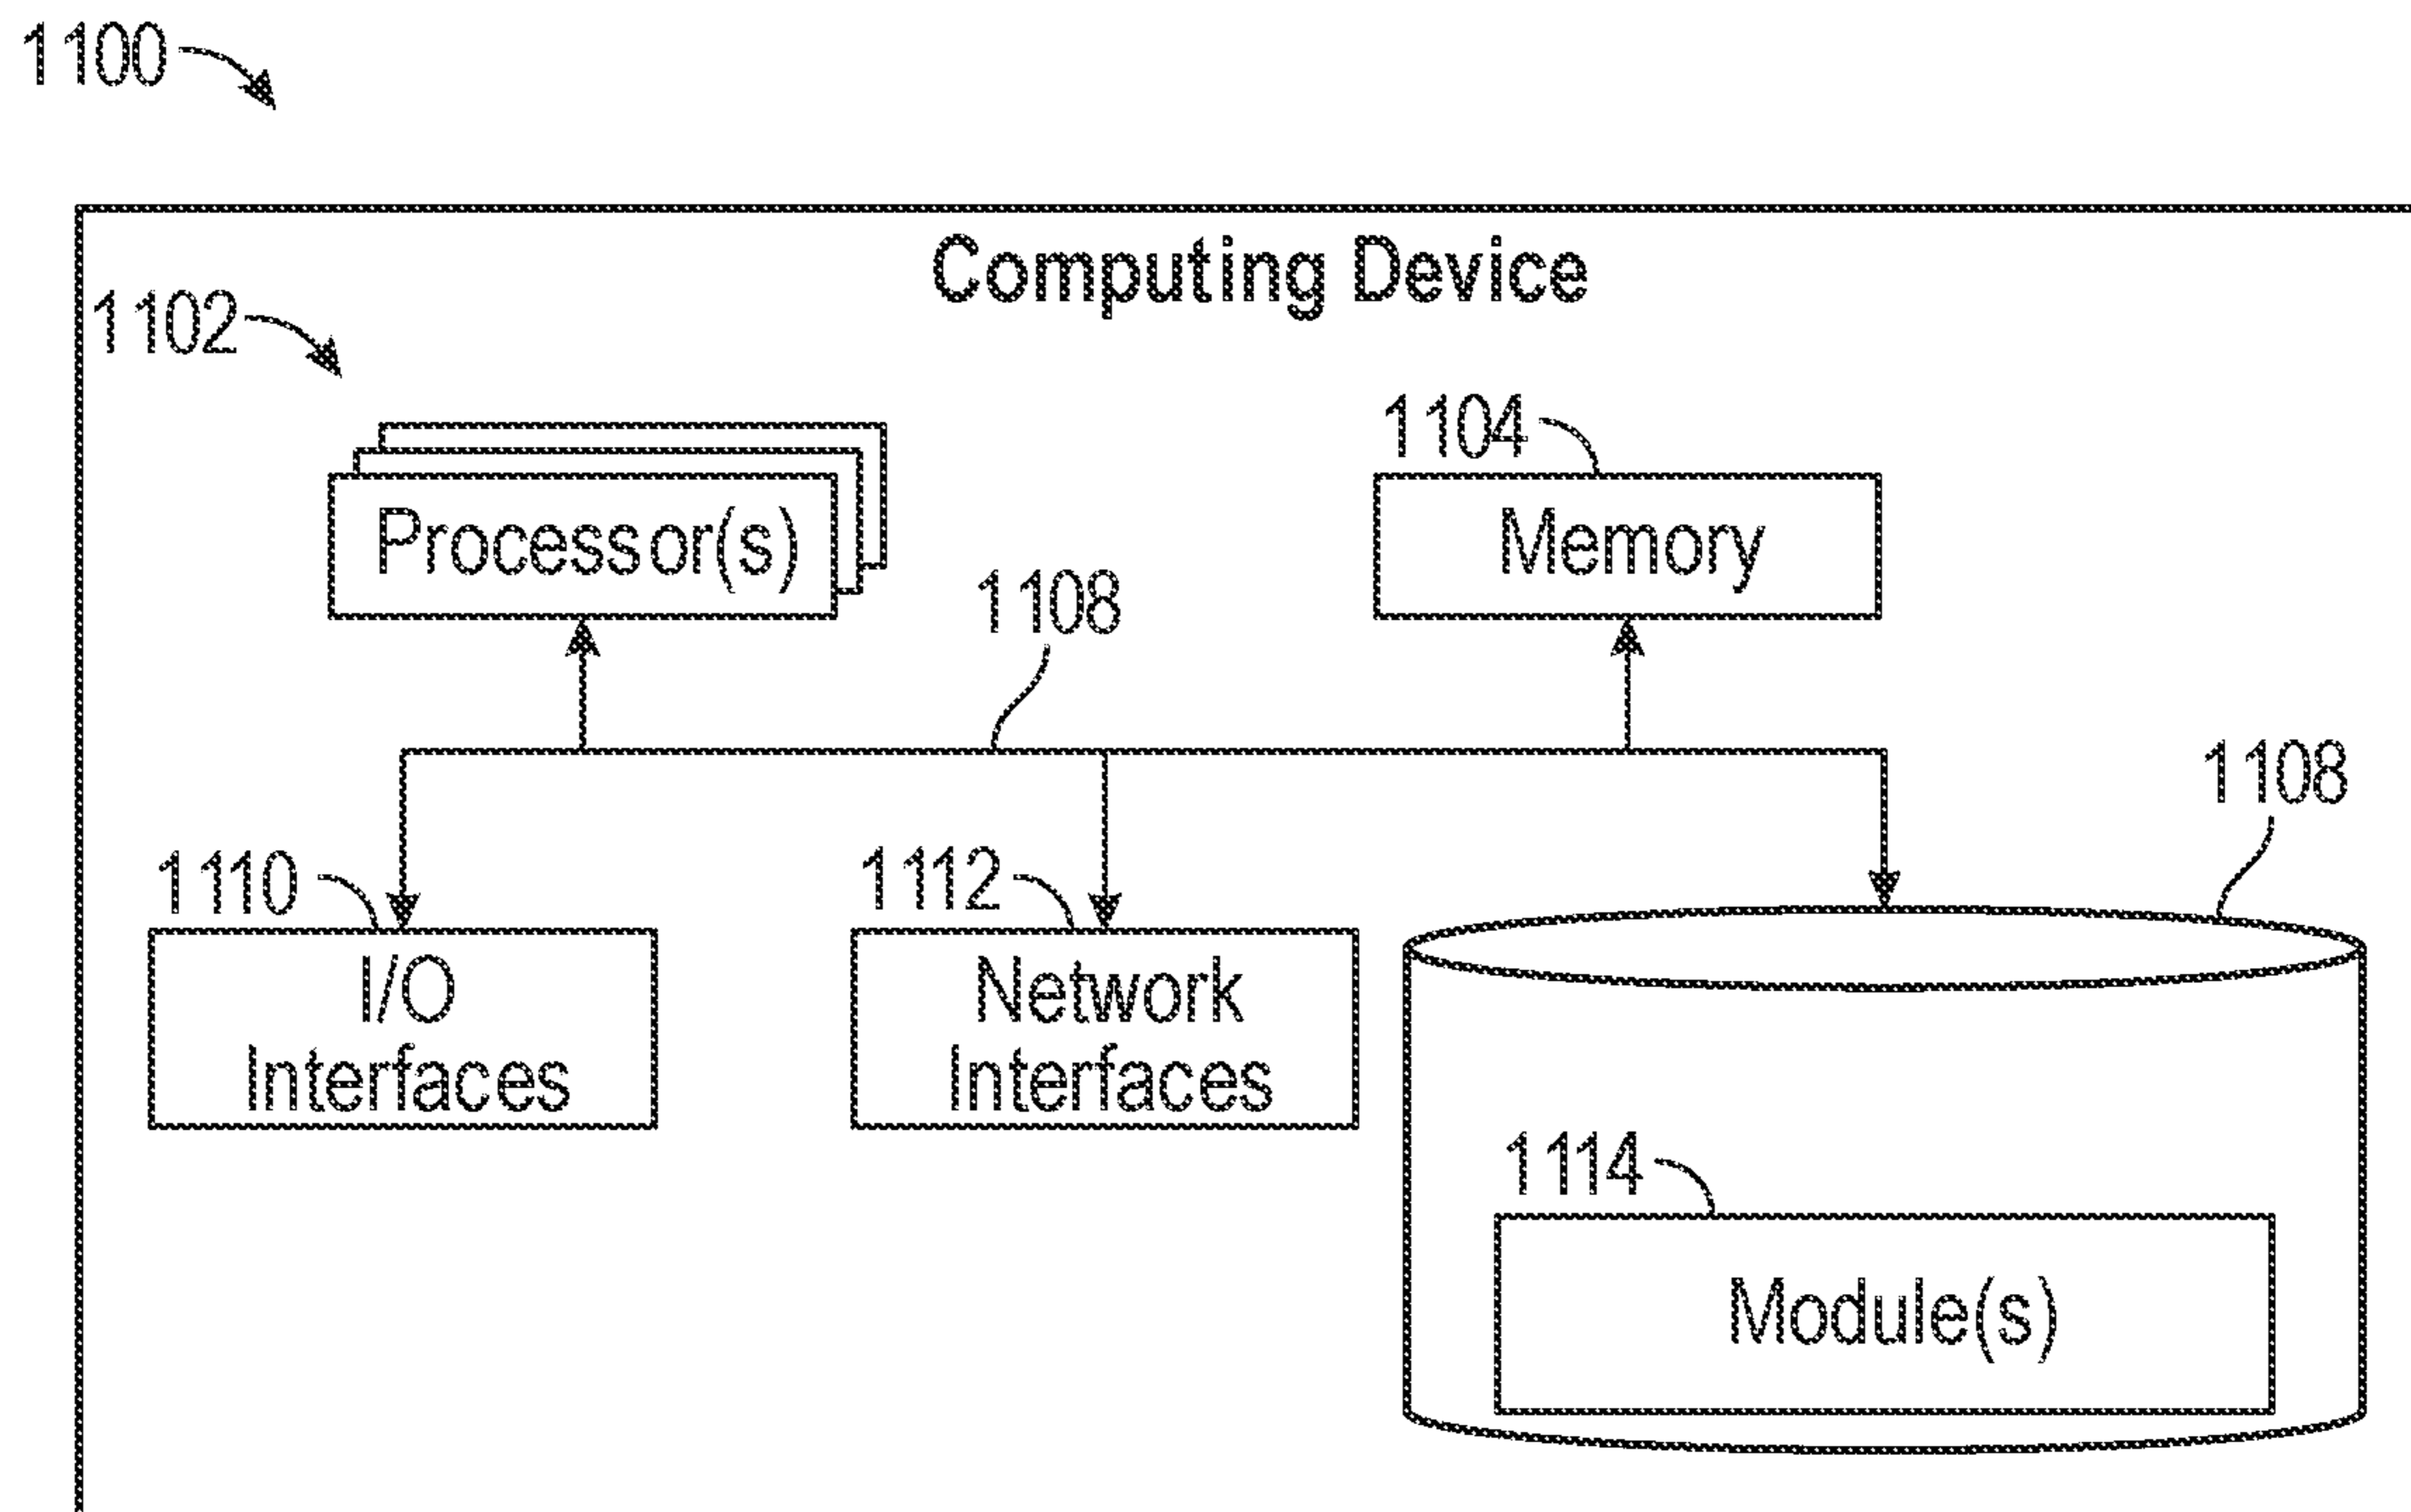 1100
Computing Device
1102
1104
Processor(s)
Memory
1108
1108
1110
1112
I/O
Interfaces
Network
Interfaces
1114
Module(s)